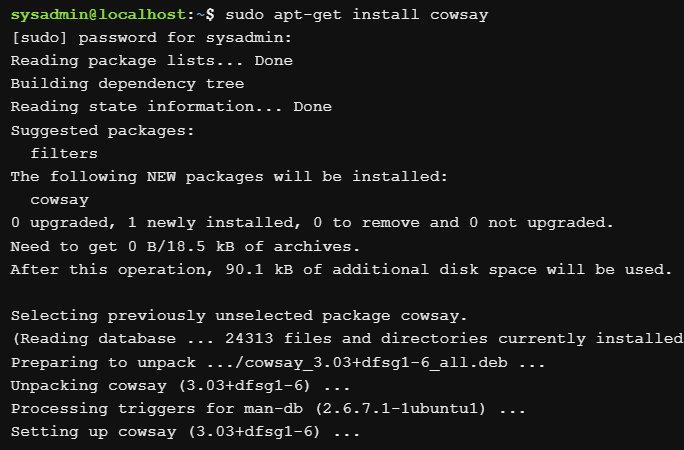 sysadmin@localhost:~$ sudo apt-get install cowsay
[sudo] password for sysadmin:
Reading package lists... Done
Building dependency tree
Reading state information... Done
Suggested packages:
  filters
The following NEW packages will be installed:
  cowsay
0 upgraded, 1 newly installed, 0 to remove and 0 not upgraded.
Need to get 0 B/18.5 kB of archives.
After this operation, 90.1 kB of additional disk space will be used.

Selecting previously unselected package cowsay.
(Reading database ... 24313 files and directories currently installed
Preparing to unpack .../cowsay_3.03+dfsg1-6_all.deb ...
Unpacking cowsay (3.03+dfsg1-6) ...
Processing triggers for man-db (2.6.7.1-1ubuntu1) ...
Setting up cowsay (3.03+dfsg1-6) ...